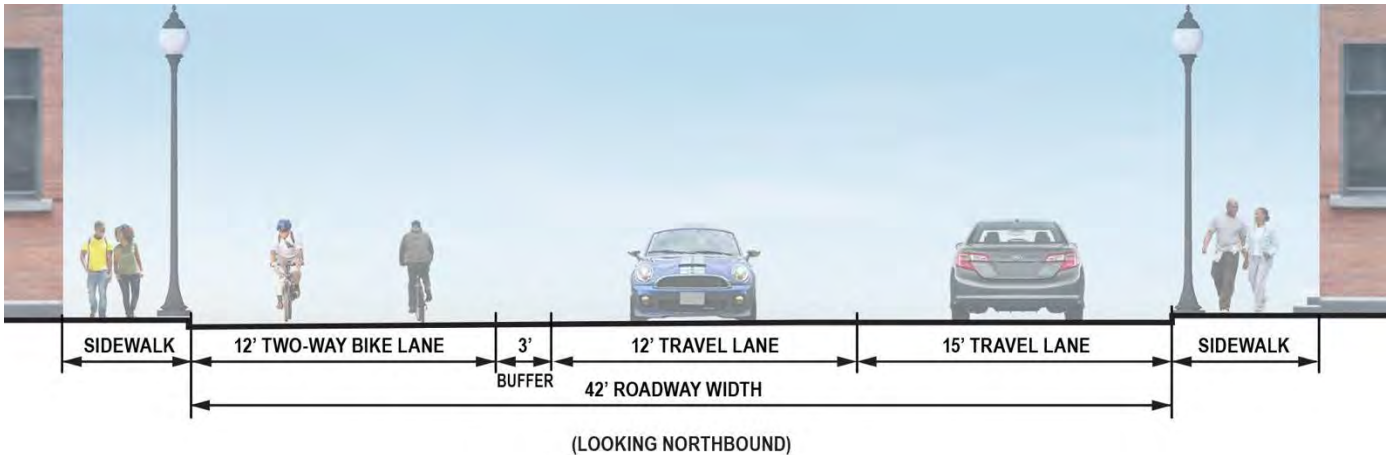 SIDEWALK
12' TWO-WAY BIKE LANE
3'
BUFFER
12' TRAVEL LANE
15' TRAVEL LANE
SIDEWALK
42' ROADWAY WIDTH
(LOOKING NORTHBOUND)